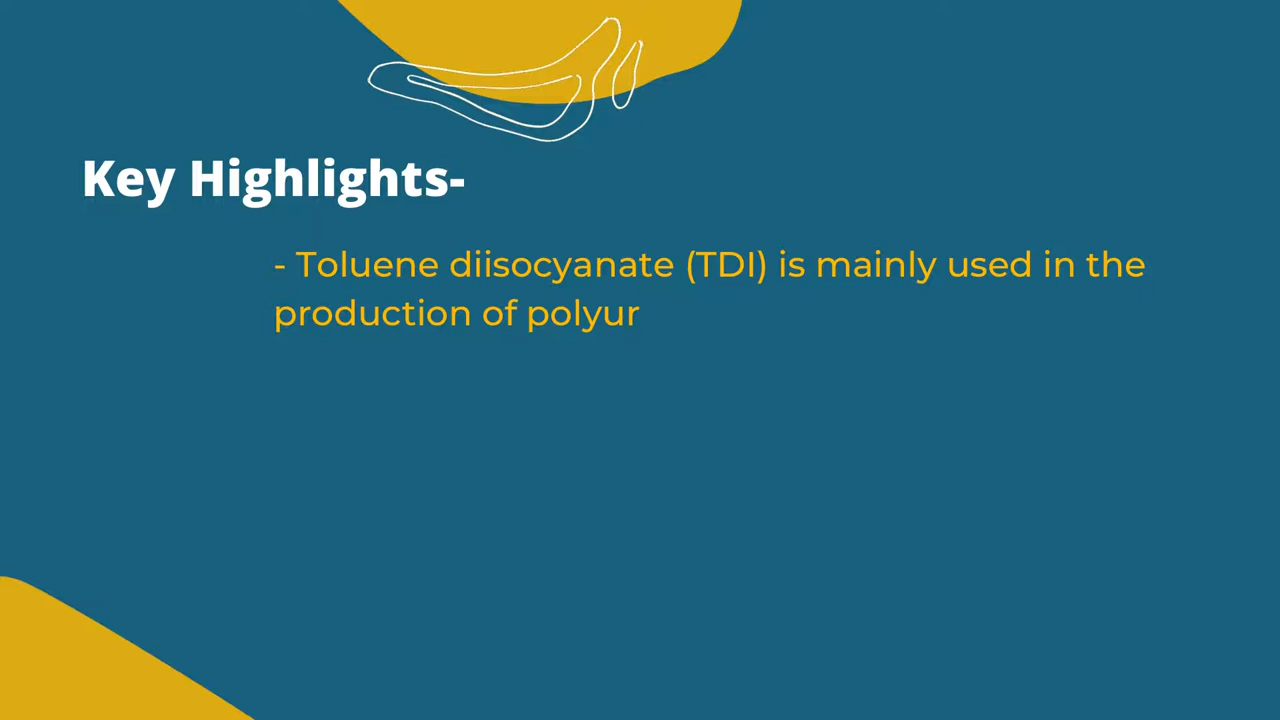 Key Highlights-
- Toluene diisocyanate (TDI) is mainly used in the
production of polyur